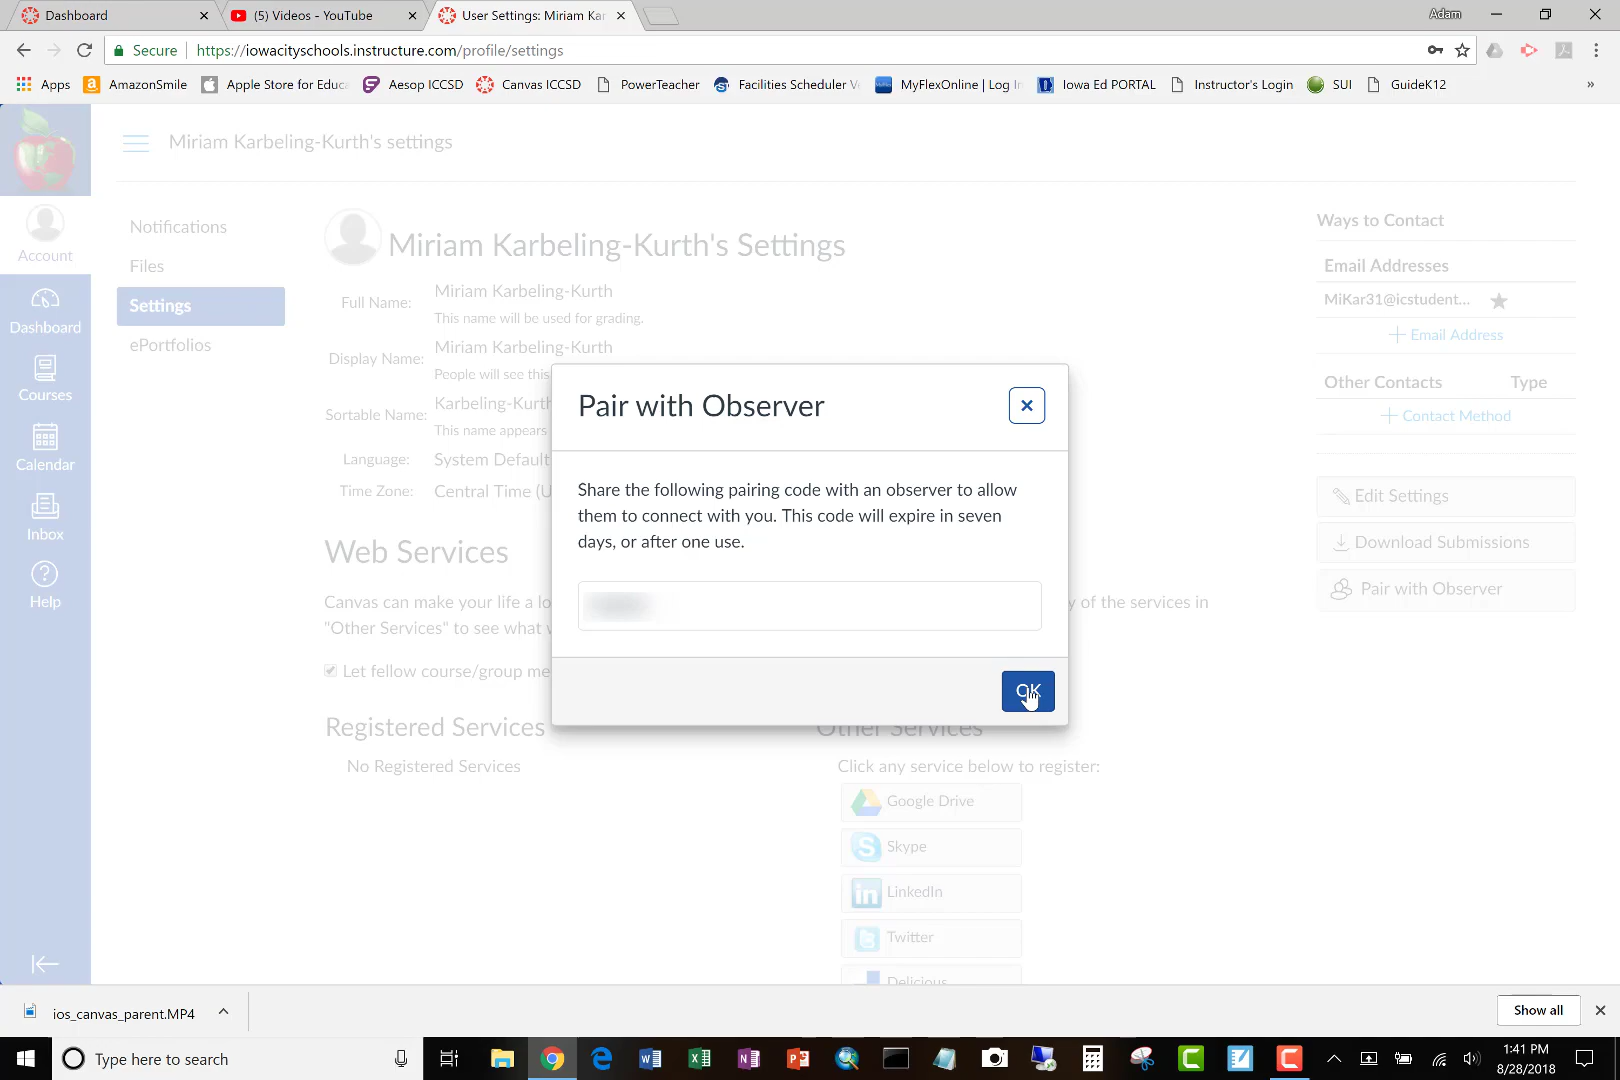 Dashboard
(5) Videos - YouTube
User Settings: Miriam Kar
Adam
Secure
https://iowacityschools.instructure.com/profile/settings
Apps
AmazonSmile
Apple Store for Educa
Aesop ICCSD
Canvas ICCSD
PowerTeacher
Facilities Scheduler V
MyFlexOnline | Log In
Iowa Ed PORTAL
Instructor's Login
SUI
GuideK12
»
Miriam Karbeling-Kurth's settings
Account
Dashboard
Courses
Calendar
Inbox
Help
Notifications
Files
Settings
ePortfolios
Miriam Karbeling-Kurth's Settings
Full Name:
Miriam Karbeling-Kurth
This name will be used for grading.
Display Name:
Miriam Karbeling-Kurth
People will see this
Sortable Name:
Karbeling-Kurth
This name appears
Language:
System Default
Time Zone:
Central Time (U
Web Services
Canvas can make your life a lo
y of the services in
"Other Services" to see what w
Let fellow course/group me
Registered Services
No Registered Services
Other Services
Click any service below to register:
Google Drive
Skype
LinkedIn
Twitter
Delicious
Pair with Observer
Share the following pairing code with an observer to allow
them to connect with you. This code will expire in seven
days, or after one use.
OK
Ways to Contact
Email Addresses
MiKar31@icstudent...
Email Address
Other Contacts
Type
Contact Method
Edit Settings
Download Submissions
Pair with Observer
ios_canvas_parent.MP4
Show all
Type here to search
1:41 PM
8/28/2018